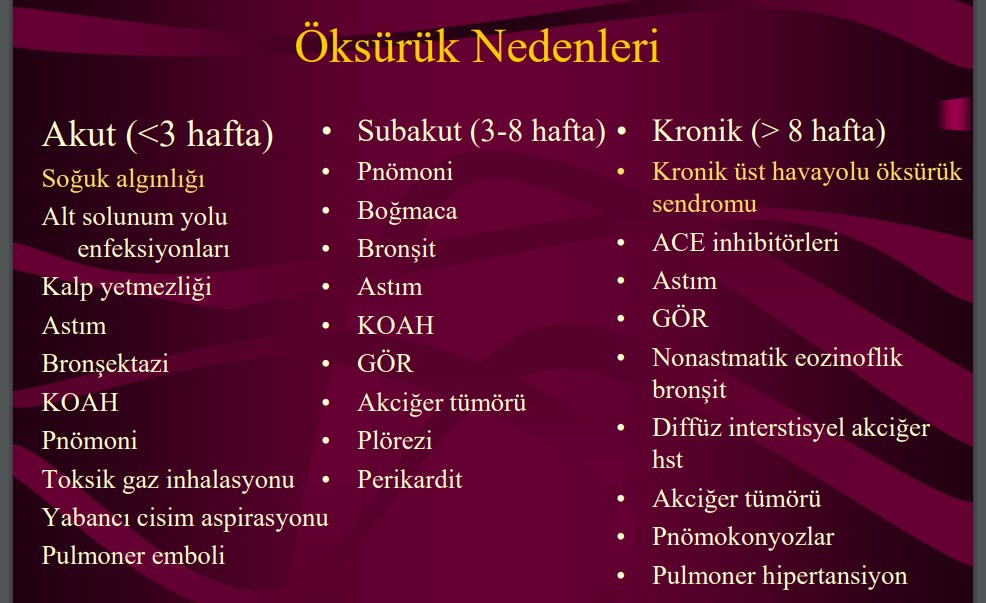 Öksürük Nedenleri
Akut (<3 hafta)
Soğuk algınlığı
Alt solunum yolu
enfeksiyonları
Kalp yetmezliği
Astım
Bronşektazi
KOAH
Pnömoni
Toksik gaz inhalasyonu
Yabancı cisim aspirasyonu
Pulmoner emboli
• Subakut (3-8 hafta)
• Pnömoni
• Boğmaca
• Bronşit
• Astım
• KOAH
• GÖR
• Akciğer tümörü
• Plörezi
• Perikardit
• Kronik (> 8 hafta)
• Kronik üst havayolu öksürük
sendromu
• ACE inhibitörleri
• Astım
• GÖR
• Nonastmatik eozinoflik
bronşit
• Diffüz interstisyel akciğer
hst
• Akciğer tümörü
• Pnömokonyozlar
• Pulmoner hipertansiyon